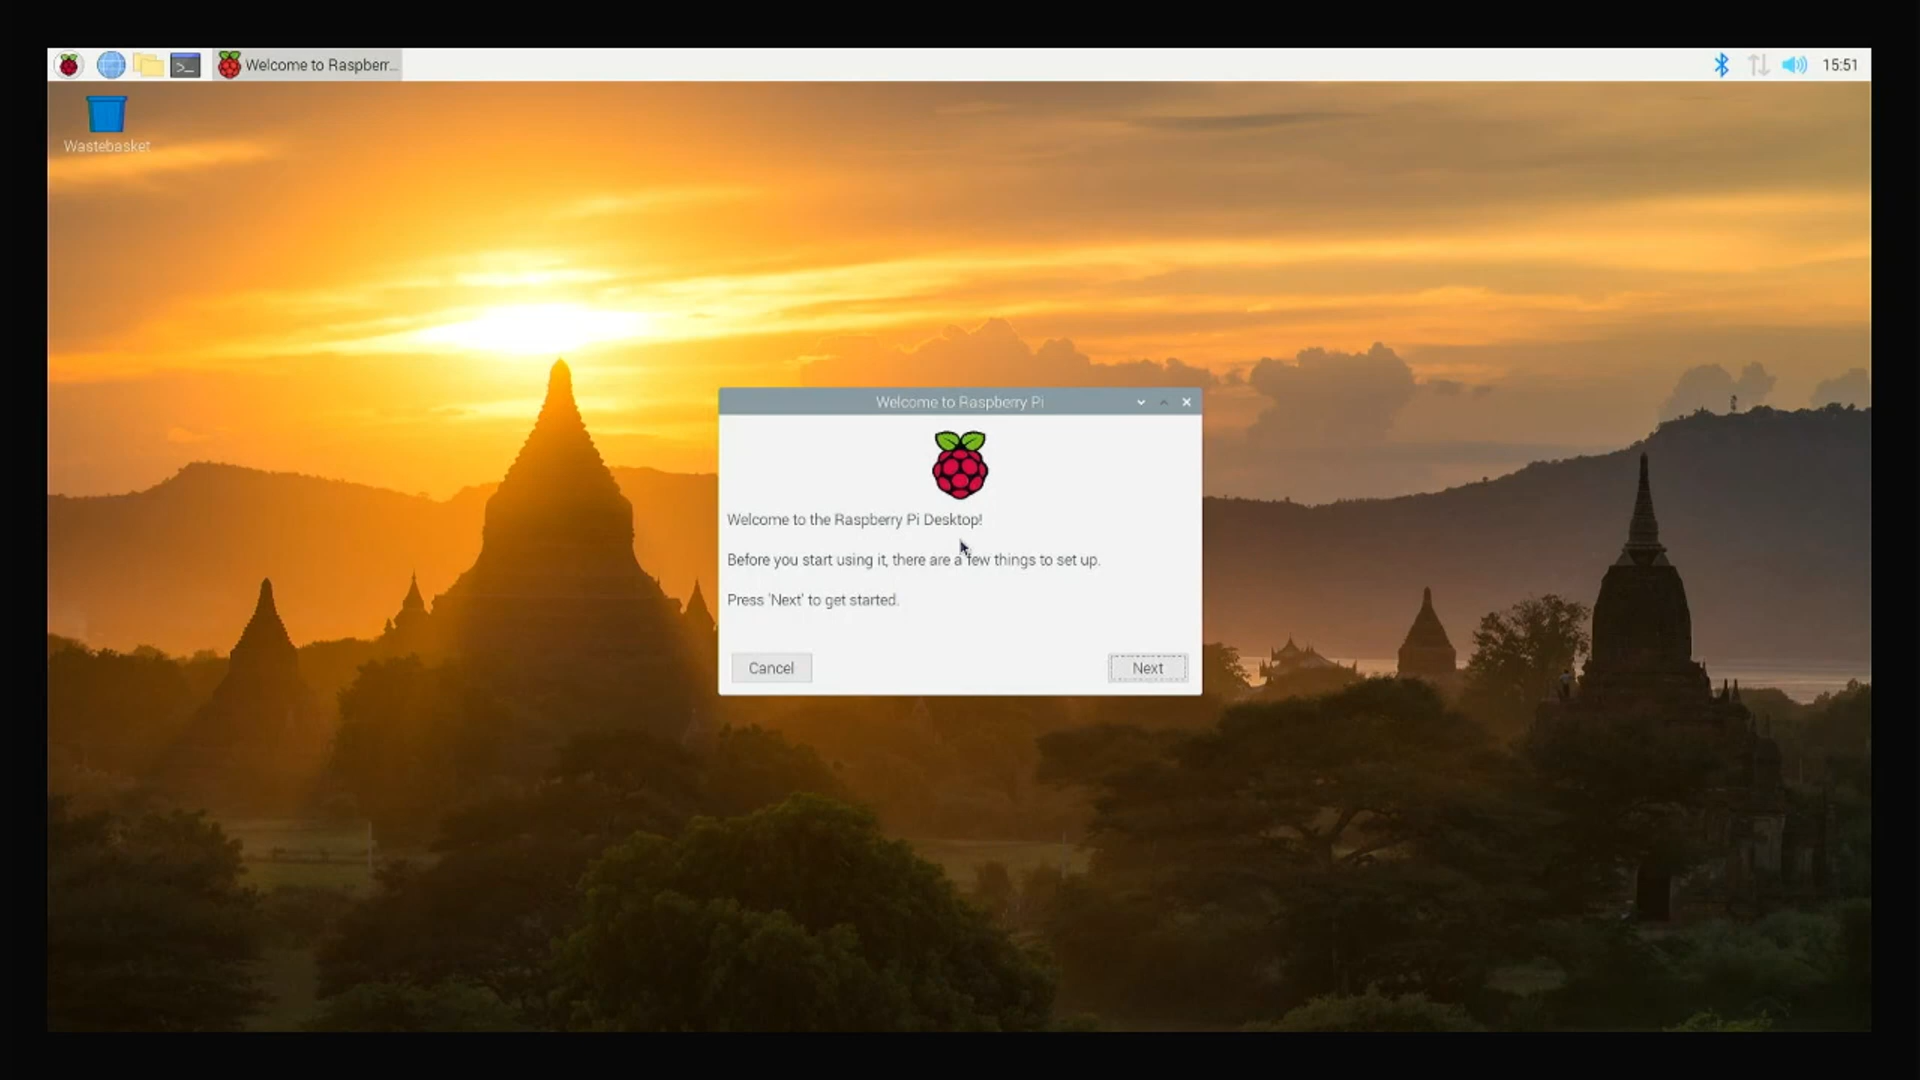 Welcome to Raspberr...
15:51
Wastebasket
Welcome to Raspberry Pi
Welcome to the Raspberry Pi Desktop!
Before you start using it, there are a few things to set up.
Press 'Next' to get started.
Cancel
Next